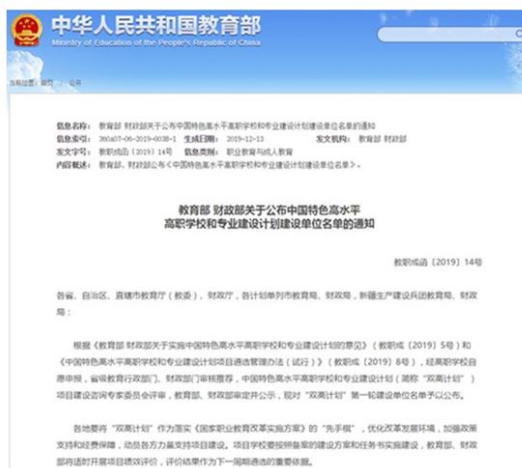 中华人民共和国教育部
Ministry of Education of the People's Republic of China
当前位置：首页 / 公开
信息名称： 教育部 财政部关于公布中国特色高水平高职学校和专业建设计划建设单位名单的通知
信息索引： 360A07-06-2019-0038-1 生成日期： 2019-12-13 发文机构： 教育部 财政部
发文字号： 教职成函〔2019〕14号 信息类别： 职业教育与成人教育
内容概述： 教育部、财政部公布《中国特色高水平高职学校和专业建设计划建设单位名单》。
教育部 财政部关于公布中国特色高水平
高职学校和专业建设计划建设单位名单的通知
教职成函〔2019〕14号
各省、自治区、直辖市教育厅（教委）、财政厅，各计划单列市教育局、财政局，新疆生产建设兵团教育局、财政
局：
根据《教育部 财政部关于实施中国特色高水平高职学校和专业建设计划的意见》（教职成〔2019〕5号）和
《中国特色高水平高职学校和专业建设计划项目遴选管理办法（试行）》（教职成〔2019〕8号），经高职学校自
愿申报，省级教育行政部门、财政部门审核推荐，中国特色高水平高职学校和专业建设计划（简称“双高计划”）
项目建设咨询专家委员会评审，教育部、财政部审定并公示，现对“双高计划”第一轮建设单位名单予以公布。
各地要将“双高计划”作为落实《国家职业教育改革实施方案》的“先手棋”，优化改革发展环境，加强政策
支持和经费保障，动员各方力量支持项目建设。项目学校要按照备案的建设方案和任务书实施建设，教育部、财政
部将适时开展项目绩效评价，评价结果作为下一周期遴选的重要依据。